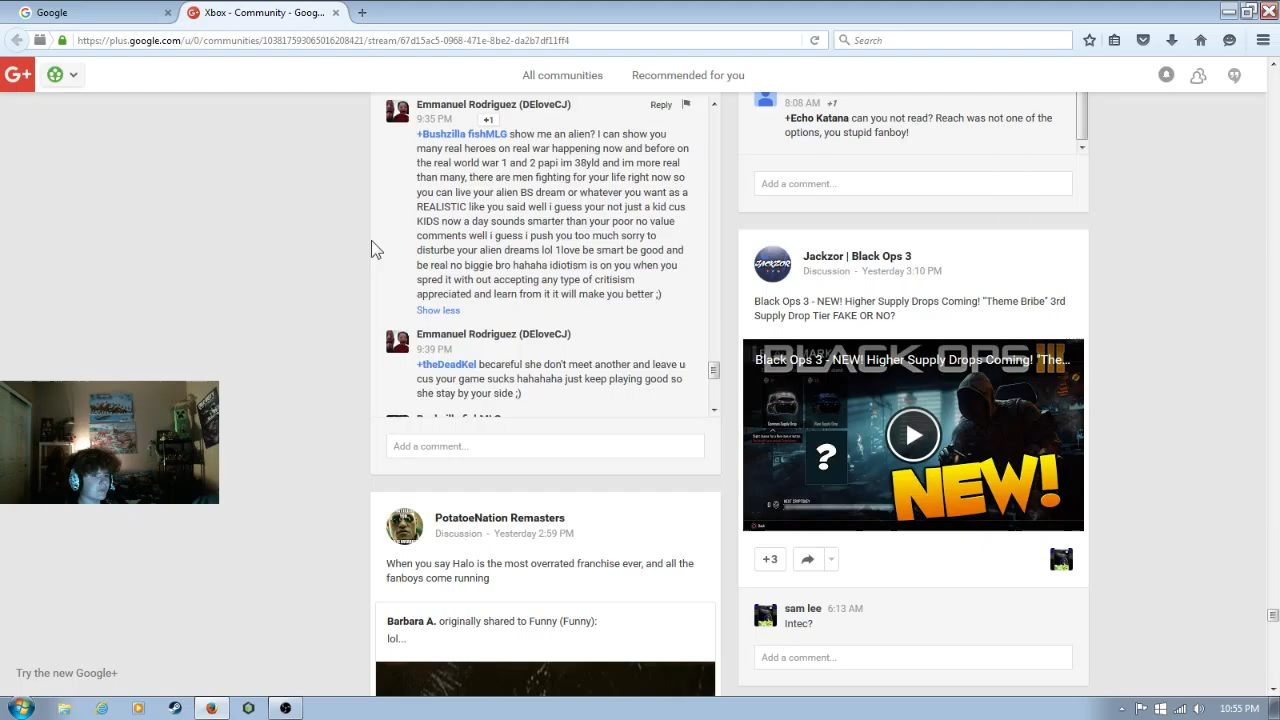 Google
Xbox - Community - Goog...
https://plus.google.com/u/0/communities/103817593065016208421/stream/67d15ac5-0968-471e-8be2-da2b7df11ff4
Search
G+
All communities
Recommended for you
Emmanuel Rodriguez (DEloveCJ)
Reply
9:35 PM
+1
+Bushzilla fishMLG show me an alien? I can show you
many real heroes on real war happening now and before on
the real world war 1 and 2 papi im 38yld and im more real
than many, there are men fighting for your life right now so
you can live your alien BS dream or whatever you want as a
REALISTIC like you said well i guess your not just a kid cus
KIDS now a day sounds smarter than your poor no value
comments well i guess i push you too much sorry to
disturbe your alien dreams lol 1love be smart be good and
be real no biggie bro hahaha idiotism is on you when you
spred it with out accepting any type of critisism
appreciated and learn from it it will make you better ;)
Show less
Emmanuel Rodriguez (DEloveCJ)
9:39 PM
+theDeadKel becareful she don't meet another and leave u
cus your game sucks hahahaha just keep playing good so
she stay by your side ;)
Add a comment...
PotatoeNation Remasters
Discussion - Yesterday 2:59 PM
When you say Halo is the most overrated franchise ever, and all the
fanboys come running
Barbara A. originally shared to Funny (Funny):
lol...
8:08 AM +1
+Echo Katana can you not read? Reach was not one of the
options, you stupid fanboy!
Add a comment...
Jackzor | Black Ops 3
Discussion - Yesterday 3:10 PM
Black Ops 3 - NEW! Higher Supply Drops Coming! "Theme Bribe" 3rd
Supply Drop Tier FAKE OR NO?
BLACK OPS III
Black Ops 3 - NEW! Higher Supply Drops Coming! "The...
?
NEW!
+3
sam lee 6:13 AM
Intec?
Add a comment...
Try the new Google+
10:55 PM